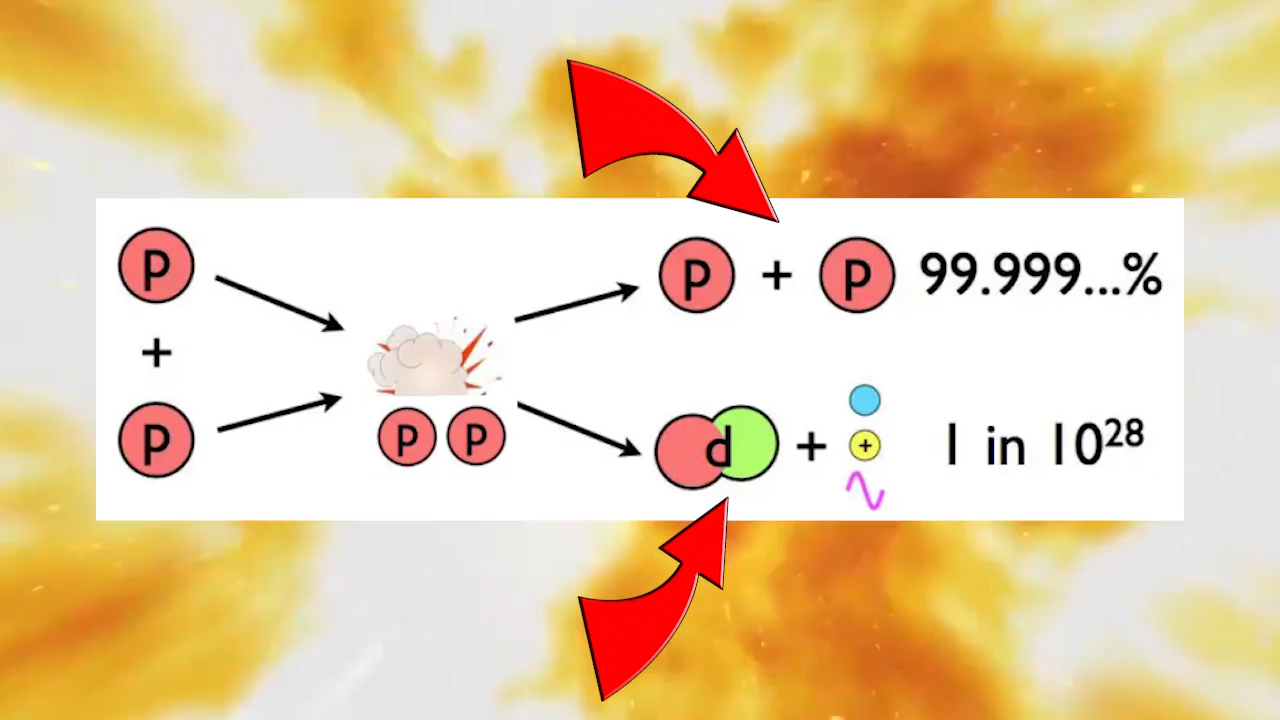 p
+
p
p p
p + p 99.999...%
d + + 1 in 10²⁸